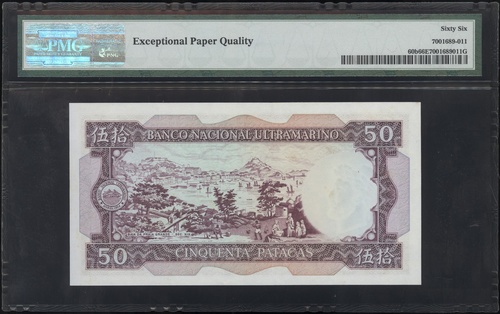 PMG
Exceptional Paper Quality
Sixty Six
7001689-011
60b66E7001689011G
伍拾
BANCO NACIONAL ULTRAMARINO
50
50
CINQUENTA PATACAS
伍拾